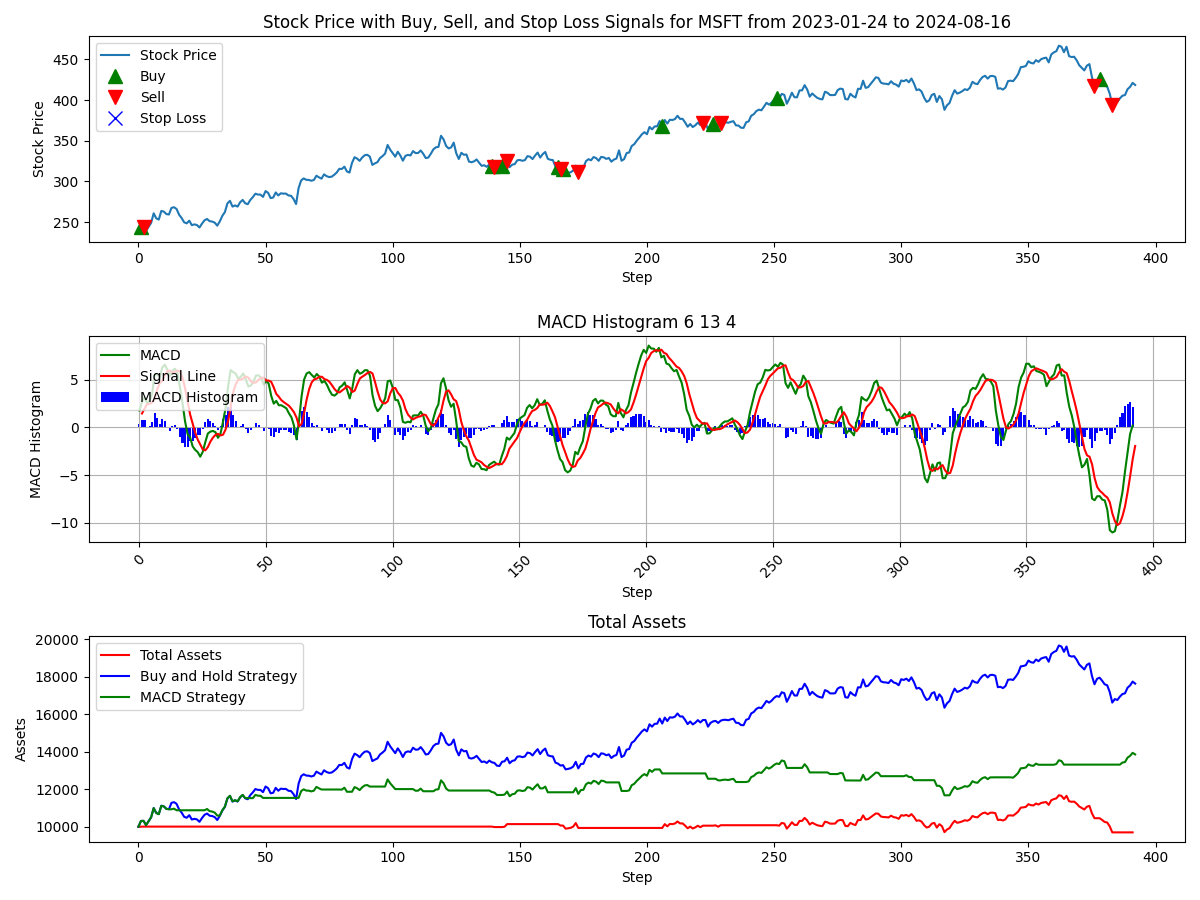 Stock Price with Buy, Sell, and Stop Loss Signals for MSFT from 2023-01-24 to 2024-08-16
Stock Price
Buy
Sell
Stop Loss
Stock Price
450
400
350
300
250
0 50 100 150 200 250 300 350 400
Step
MACD Histogram 6 13 4
MACD
Signal Line
MACD Histogram
MACD Histogram
5
0
−5
−10
0 50 100 150 200 250 300 350 400
Step
Total Assets
Total Assets
Buy and Hold Strategy
MACD Strategy
Assets
20000
18000
16000
14000
12000
10000
0 50 100 150 200 250 300 350 400
Step